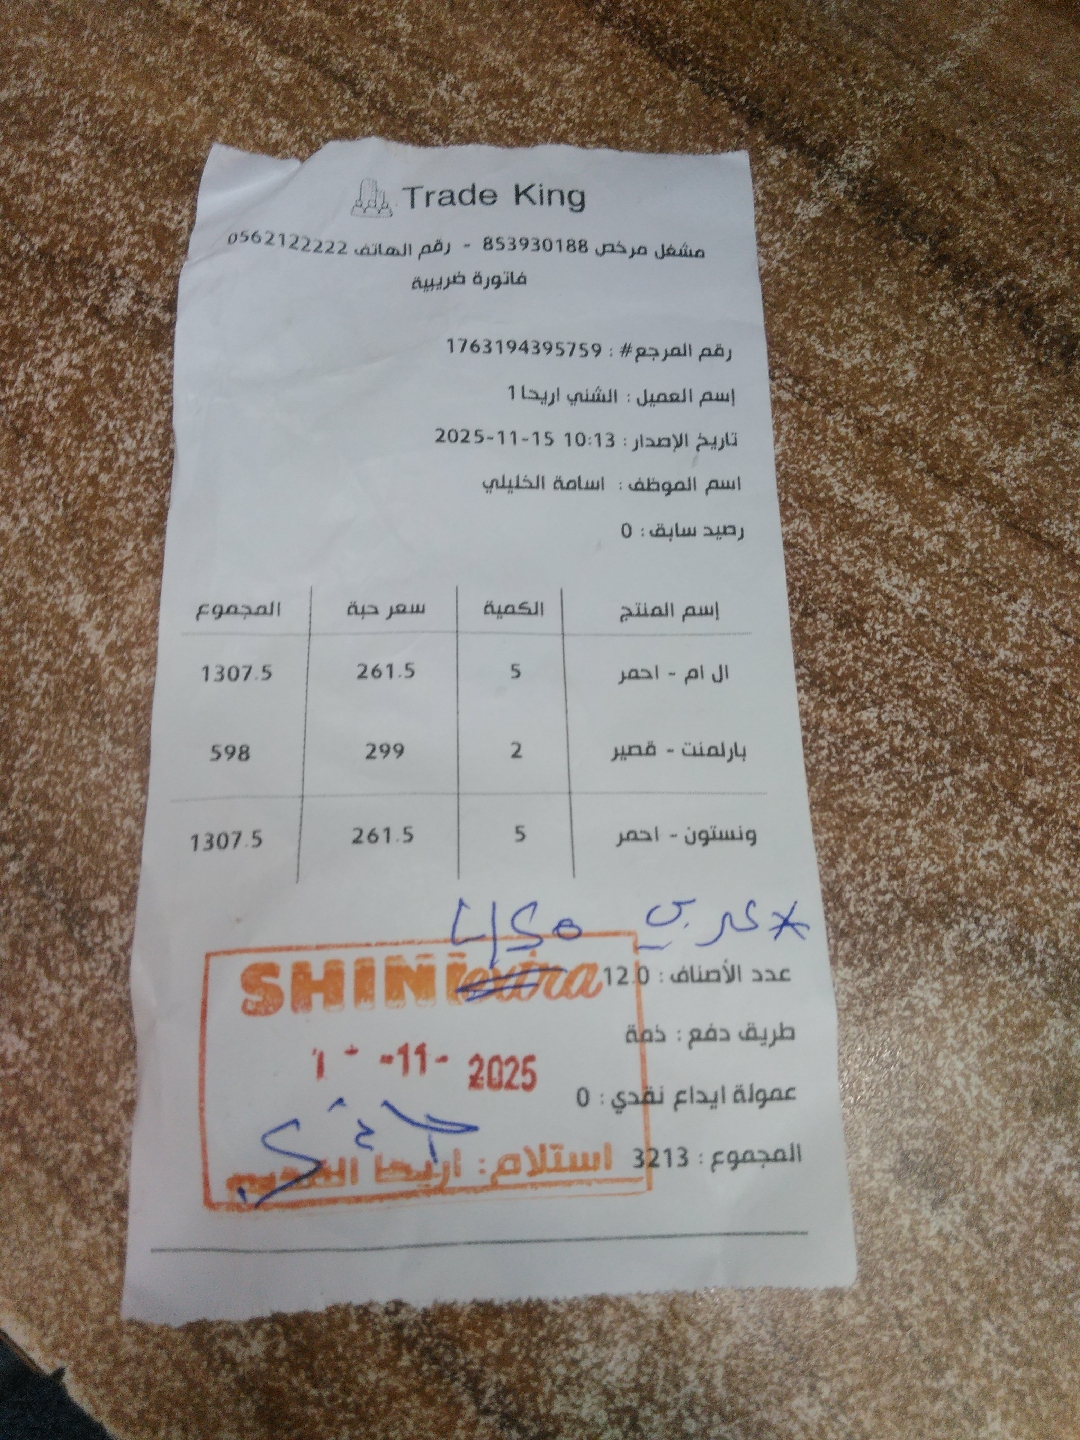 Trade King
مشغل مرخص 853930188 - رقم الهاتف 0562122222
فاتورة ضريبية
رقم المرجع# : 1763194395759
إسم العميل : الشني اريحا1
تاريخ الإصدار : 10:13 2025-11-15
اسم الموظف : اسامة الخليلي
رصيد سابق : 0
إسم المنتج الكمية سعر حبة المجموع
ال ام - احمر 5 261.5 1307.5
بارلمنت - قصير 2 299 598
ونستون - احمر 5 261.5 1307.5
عدد الأصناف : 12.0
SHINI extra
طريق دفع : ذمة
-11- 2025
عمولة ايداع نقدي : 0
المجموع : 3213
استلام: اريحا